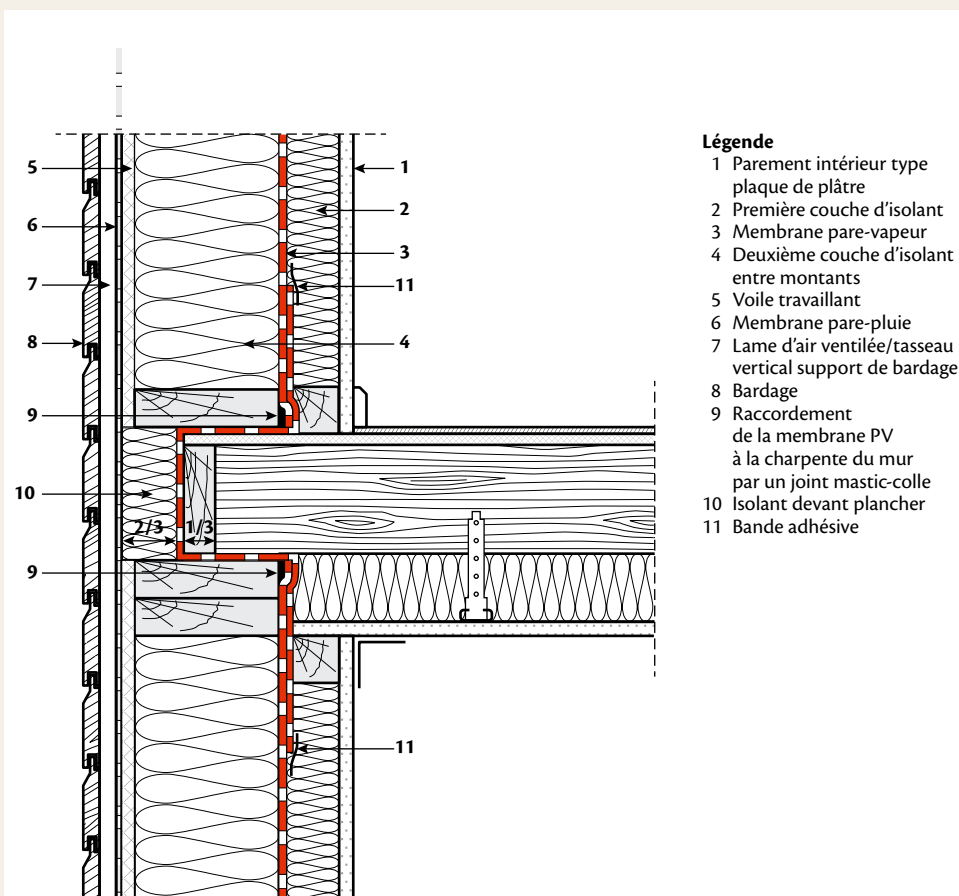 5
1
6
2
3
7
11
8
4
9
10
2/3 1/3
9
11
Légende
1 Parement intérieur type
plaque de plâtre
2 Première couche d'isolant
3 Membrane pare-vapeur
4 Deuxième couche d'isolant
entre montants
5 Voile travaillant
6 Membrane pare-pluie
7 Lame d'air ventilée/tasseau
vertical support de bardage
8 Bardage
9 Raccordement
de la membrane PV
à la charpente du mur
par un joint mastic-colle
10 Isolant devant plancher
11 Bande adhésive